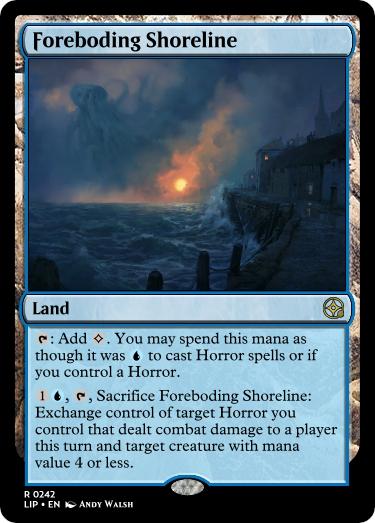 Foreboding Shoreline
Land
: Add . You may spend this mana as
though it was to cast Horror spells or if
you control a Horror.
1 , , Sacrifice Foreboding Shoreline:
Exchange control of target Horror you
control that dealt combat damage to a player
this turn and target creature with mana
value 4 or less.
R 0242
LIP • EN Andy Walsh